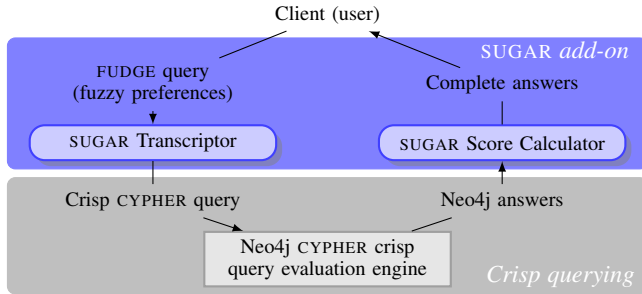 Client (user)
SUGAR add-on
FUDGE query
(fuzzy preferences)
Complete answers
SUGAR Transcriptor
SUGAR Score Calculator
Crisp CYPHER query
Neo4j answers
Neo4j CYPHER crisp
query evaluation engine
Crisp querying